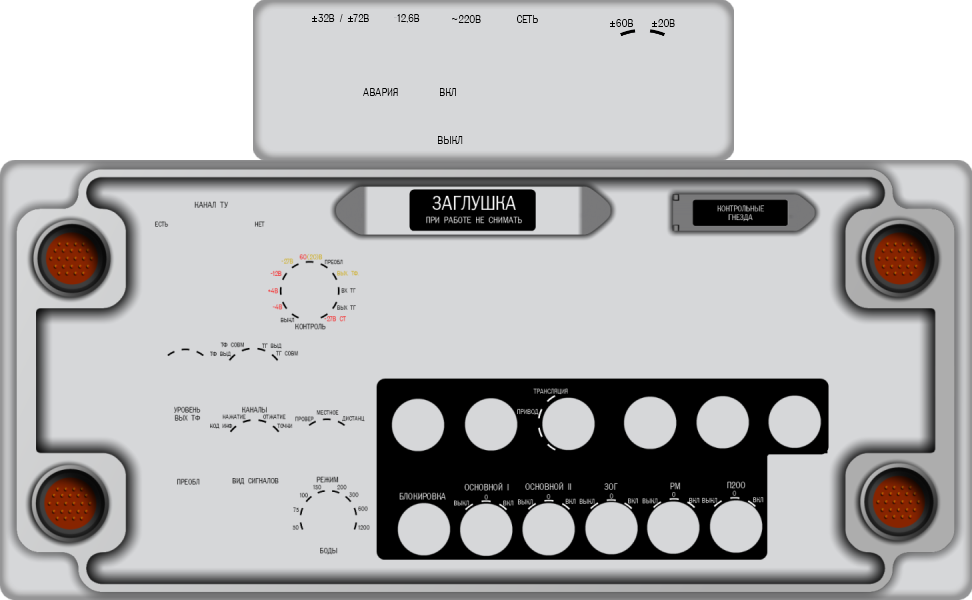 ±32В / ±72В 12,6В ~220В СЕТЬ ±60В ±20В
АВАРИЯ ВКЛ
ВЫКЛ
ЗАГЛУШКА
ПРИ РАБОТЕ НЕ СНИМАТЬ
КОНТРОЛЬНЫЕ
ГНЕЗДА
КАНАЛ ТУ
ЕСТЬ НЕТ
-27В 60 200В ПРЕОБЛ
-12В ВЫК ТФ
+4В ВХ ТГ
-4В ВЫК ТГ
ВЫКЛ -27В СТ
КОНТРОЛЬ
ТФ СОВМ ТГ ВЫД
ТФ ВЫД ТГ СОВМ
УРОВЕНЬ
ВЫХ ТФ
КАНАЛЫ
НАЖАТИЕ ОТЖАТИЕ
КОД ИНФ ТОЧКИ
МЕСТНОЕ
ПРОВЕР ДИСТАНЦ
ТРАНСЛЯЦИЯ
ПРИВОД
ПРЕОБЛ
ВИД СИГНАЛОВ
РЕЖИМ
150 200
100 300
75 600
50 1200
БОДЫ
БЛОКИРОВКА
ОСНОВНОЙ I
ВЫКЛ 0 ВКЛ
ОСНОВНОЙ II
ВЫКЛ 0 ВКЛ
ЗОГ
ВЫКЛ 0 ВКЛ
РМ
ВЫКЛ 0 ВКЛ
П200
ВЫКЛ 0 ВКЛ